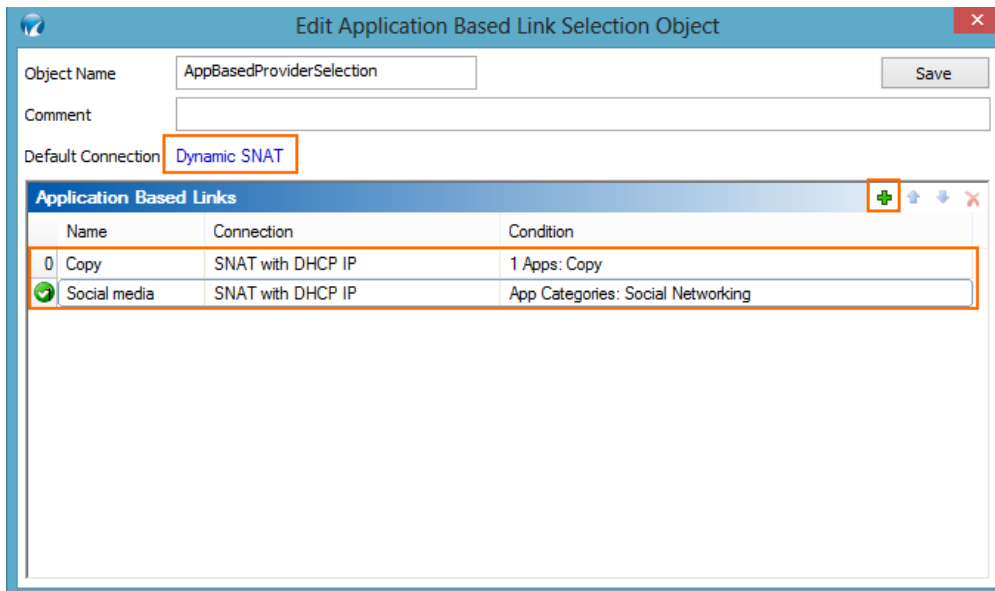 Edit Application Based Link Selection Object
Object Name AppBasedProviderSelection Save
Comment
Default Connection Dynamic SNAT
Application Based Links
Name Connection Condition
0 Copy SNAT with DHCP IP 1 Apps: Copy
Social media SNAT with DHCP IP App Categories: Social Networking